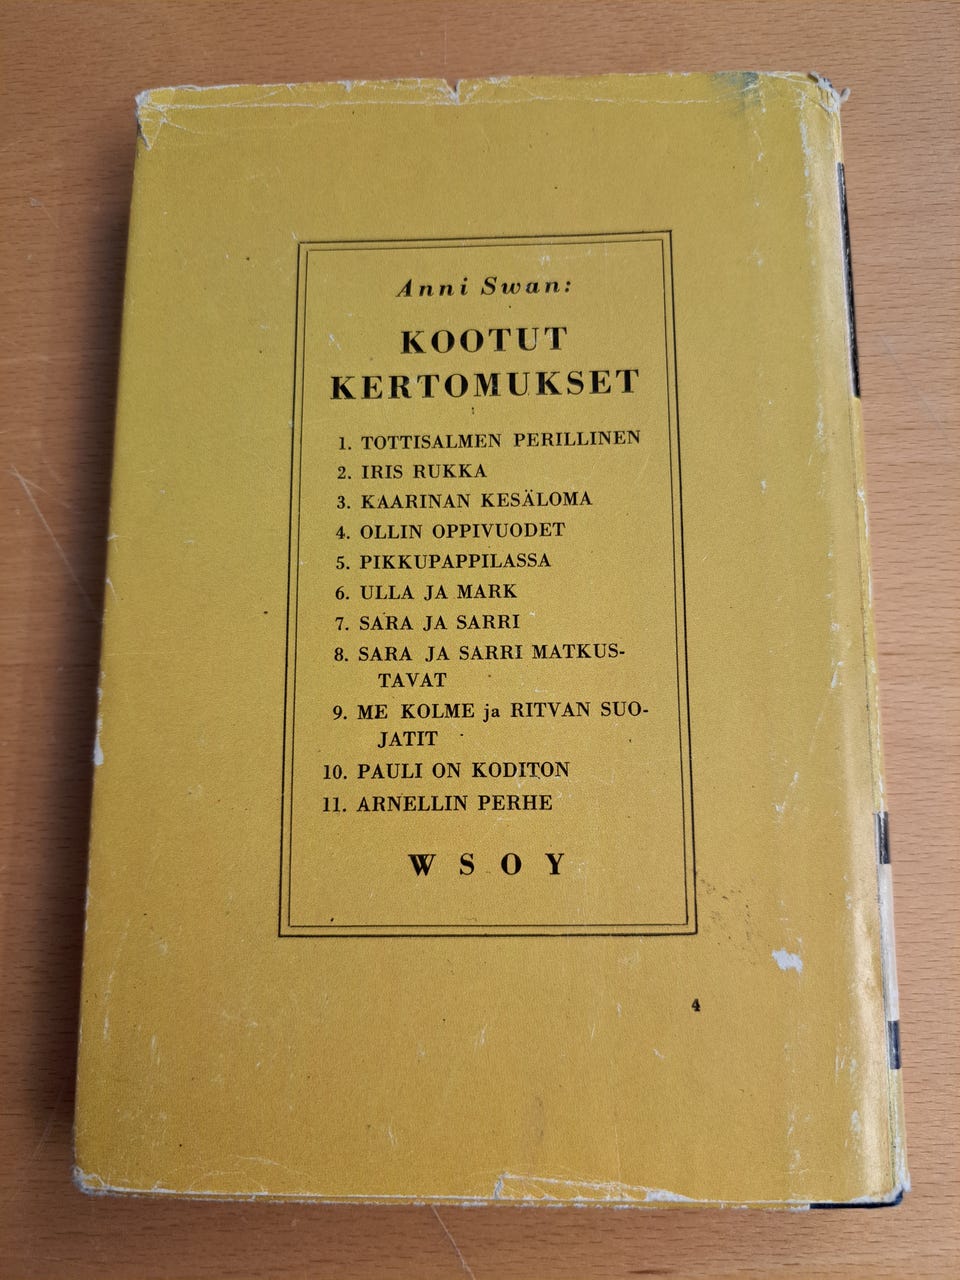 Anni Swan:
KOOTUT
KERTOMUKSET
1. TOTTISALMEN PERILLINEN
2. IRIS RUKKA
3. KAARINAN KESÄLOMA
4. OLLIN OPPIVUODET
5. PIKKUPAPPILASSA
6. ULLA JA MARK
7. SARA JA SARRI
8. SARA JA SARRI MATKUS-
TAVAT
9. ME KOLME ja RITVAN SUO-
JATIT
10. PAULI ON KODITON
11. ARNELLIN PERHE
W S O Y
4